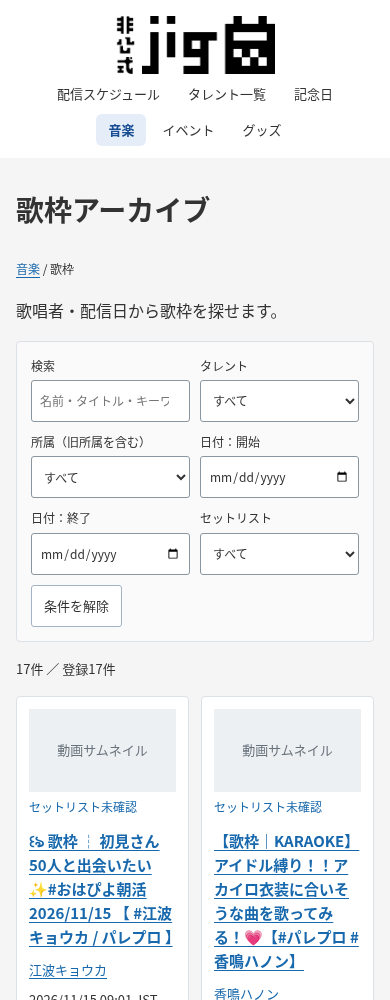 非公式 jig
配信スケジュール タレント一覧 記念日
音楽 イベント グッズ
歌枠アーカイブ
音楽 / 歌枠
歌唱者・配信日から歌枠を探せます。
検索 タレント
名前・タイトル・キーワ すべて
所属（旧所属を含む） 日付：開始
すべて mm/dd/yyyy
日付：終了 セットリスト
mm/dd/yyyy すべて
条件を解除
17件 ／ 登録17件
動画サムネイル
セットリスト未確認
歌枠 ┊ 初見さん
50人と出会いたい
✨#おはぴよ朝活
2026/11/15 【 #江波
キョウカ / パレプロ 】
江波キョウカ
2026/11/15 09:01 JST
動画サムネイル
セットリスト未確認
【歌枠｜KARAOKE】
アイドル縛り！！ア
カイロ衣装に合いそ
うな曲を歌ってみ
る！💗【#パレプロ #
香鳴ハノン】
香鳴ハノン